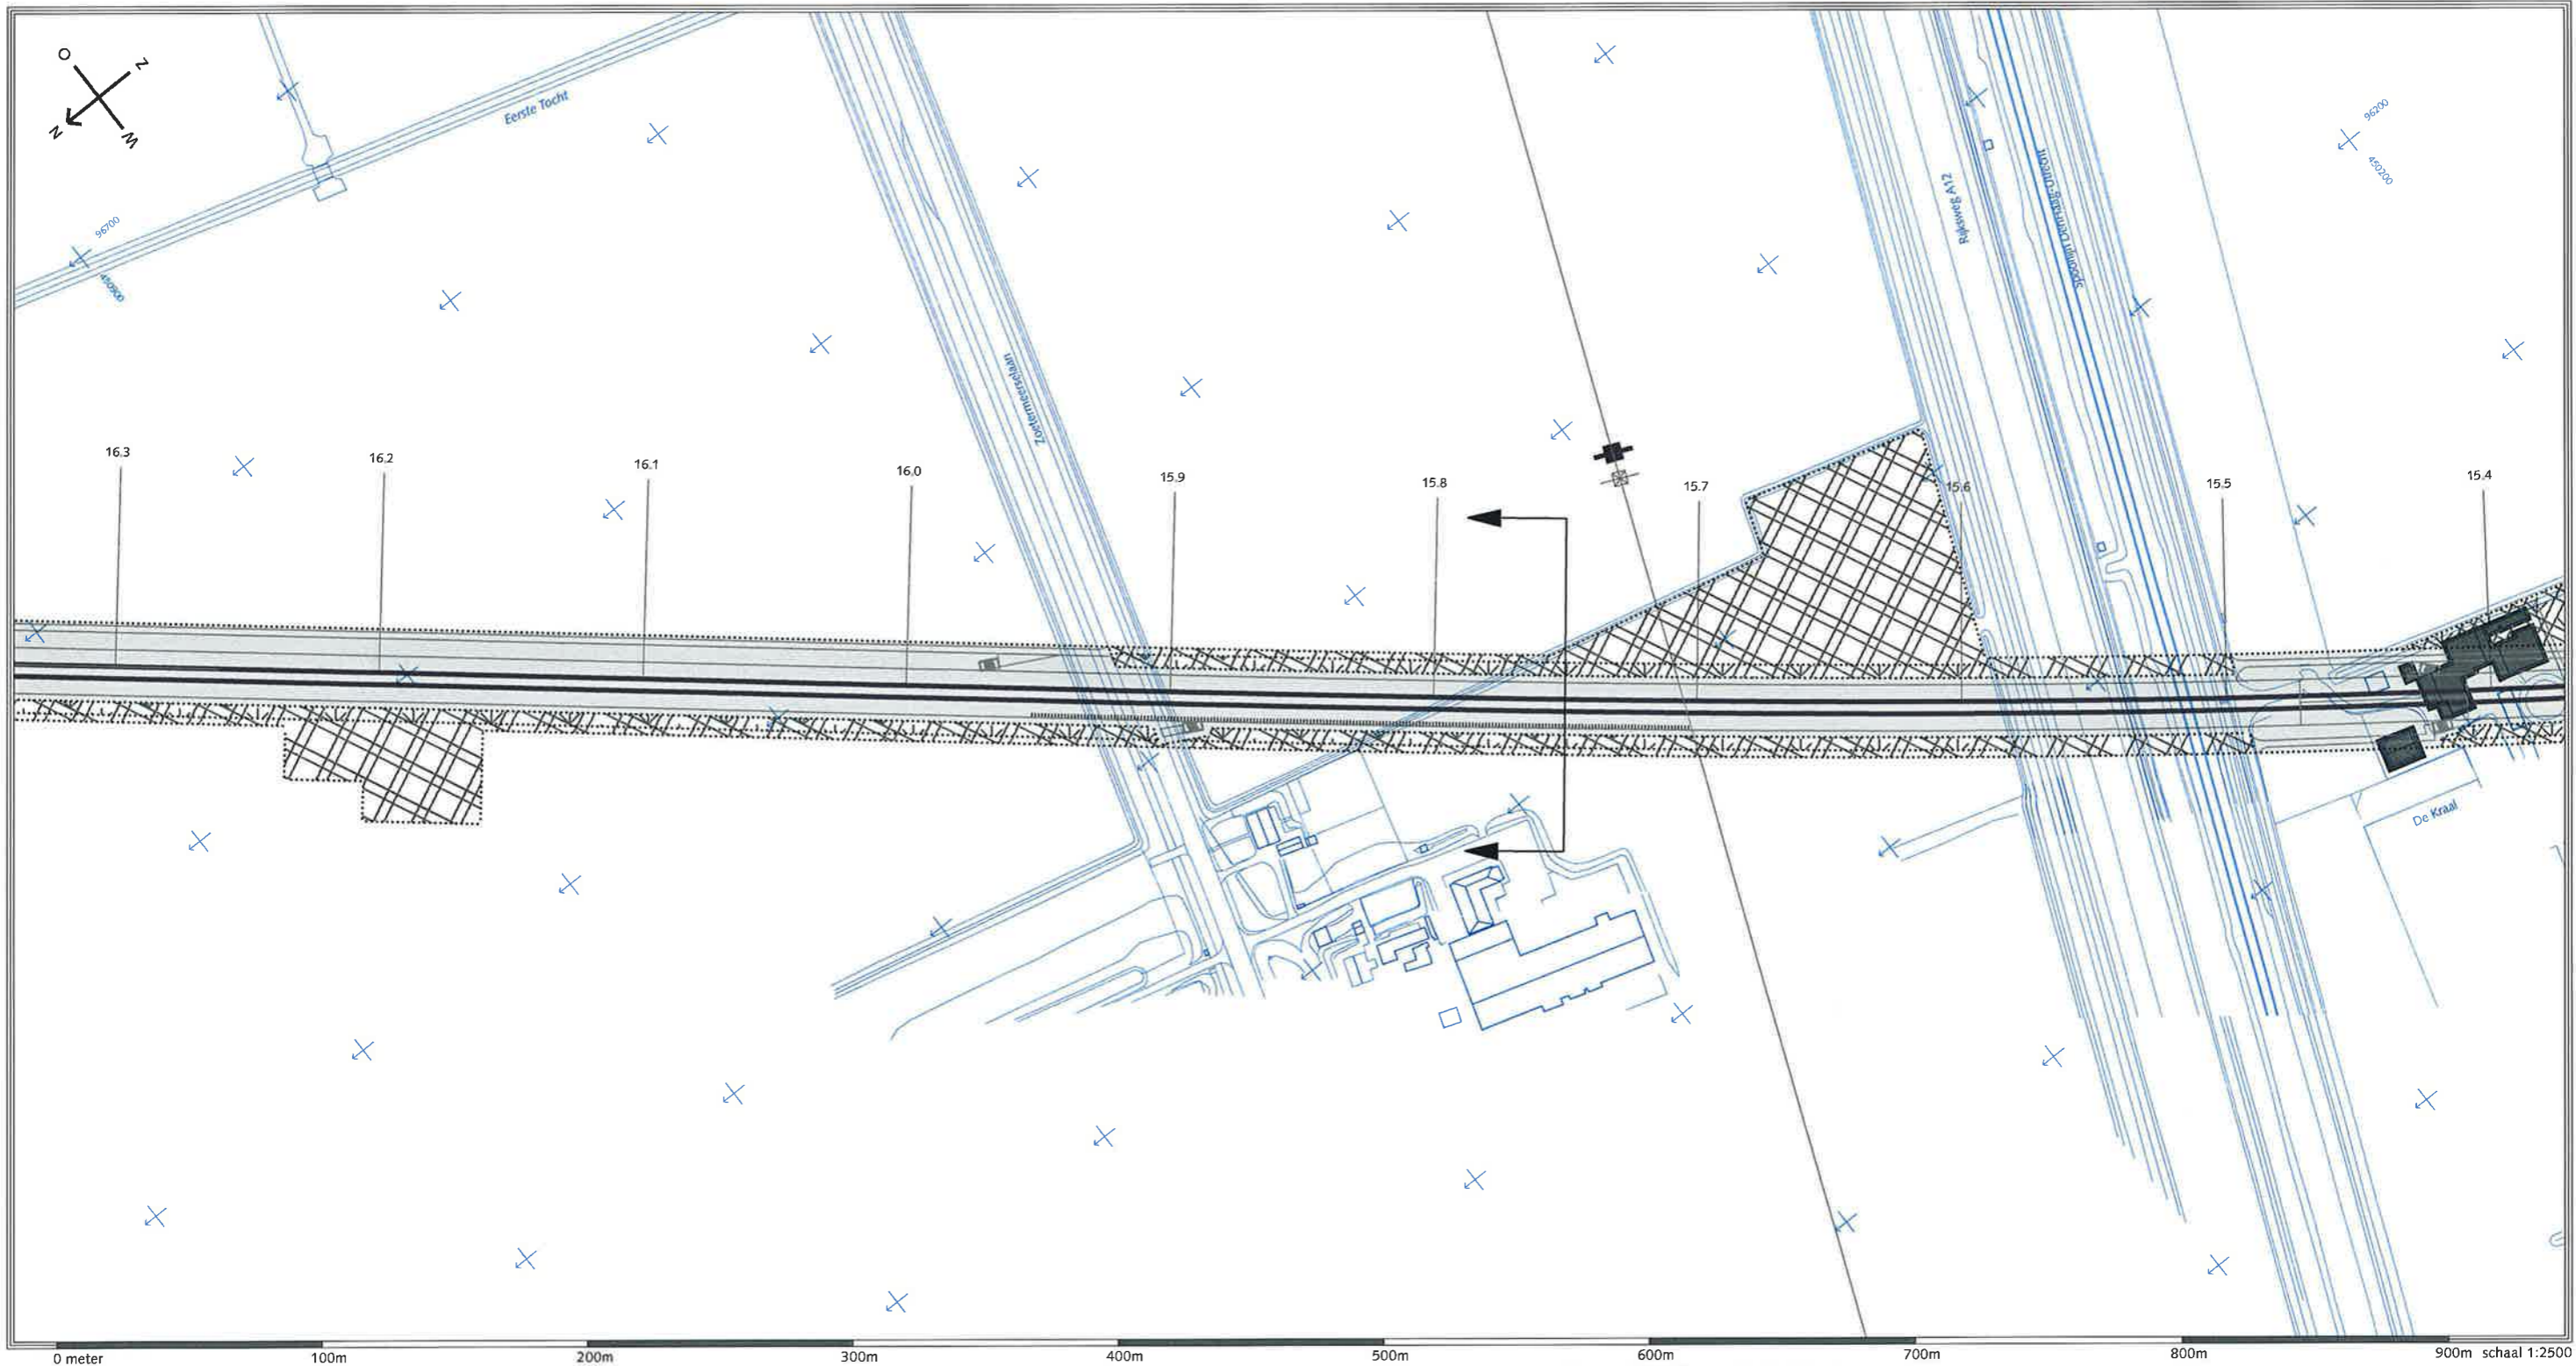 O
Z
N
W
Eerste Tocht
96700
450900
Zoetermeerselaan
Rijksweg A12
Spoorlijn Den Haag-Utrecht
96200
450200
16.3
16.2
16.1
16.0
15.9
15.8
15.7
15.6
15.5
15.4
De Kraal
0 meter
100m
200m
300m
400m
500m
600m
700m
800m
900m schaal 1:2500